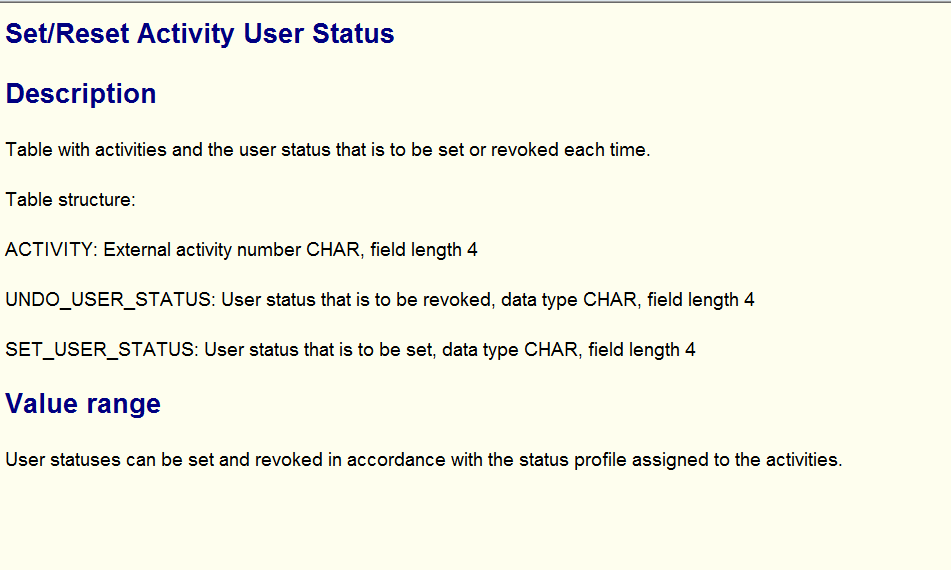 Set/Reset Activity User Status
Description
Table with activities and the user status that is to be set or revoked each time.
Table structure:
ACTIVITY: External activity number CHAR, field length 4
UNDO_USER_STATUS: User status that is to be revoked, data type CHAR, field length 4
SET_USER_STATUS: User status that is to be set, data type CHAR, field length 4
Value range
User statuses can be set and revoked in accordance with the status profile assigned to the activities.